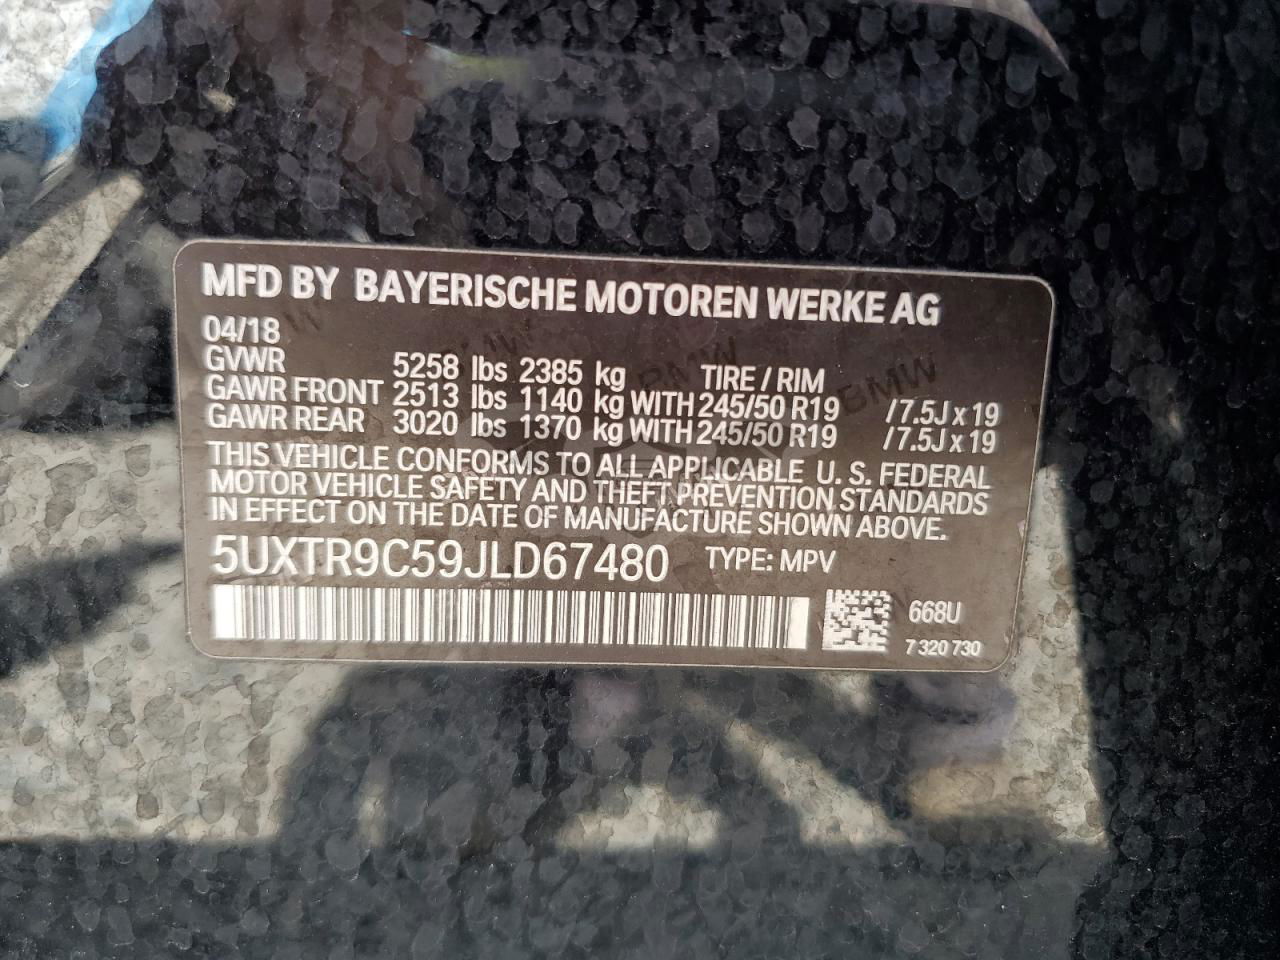 MFD BY BAYERISCHE MOTOREN WERKE AG
04/18
GVWR 5258 lbs 2385 kg TIRE / RIM
GAWR FRONT 2513 lbs 1140 kg WITH 245/50 R19 /7.5J x 19
GAWR REAR 3020 lbs 1370 kg WITH 245/50 R19 /7.5J x 19
THIS VEHICLE CONFORMS TO ALL APPLICABLE U. S. FEDERAL
MOTOR VEHICLE SAFETY AND THEFT PREVENTION STANDARDS
IN EFFECT ON THE DATE OF MANUFACTURE SHOWN ABOVE.
5UXTR9C59JLD67480 TYPE: MPV
668U
7 320 730